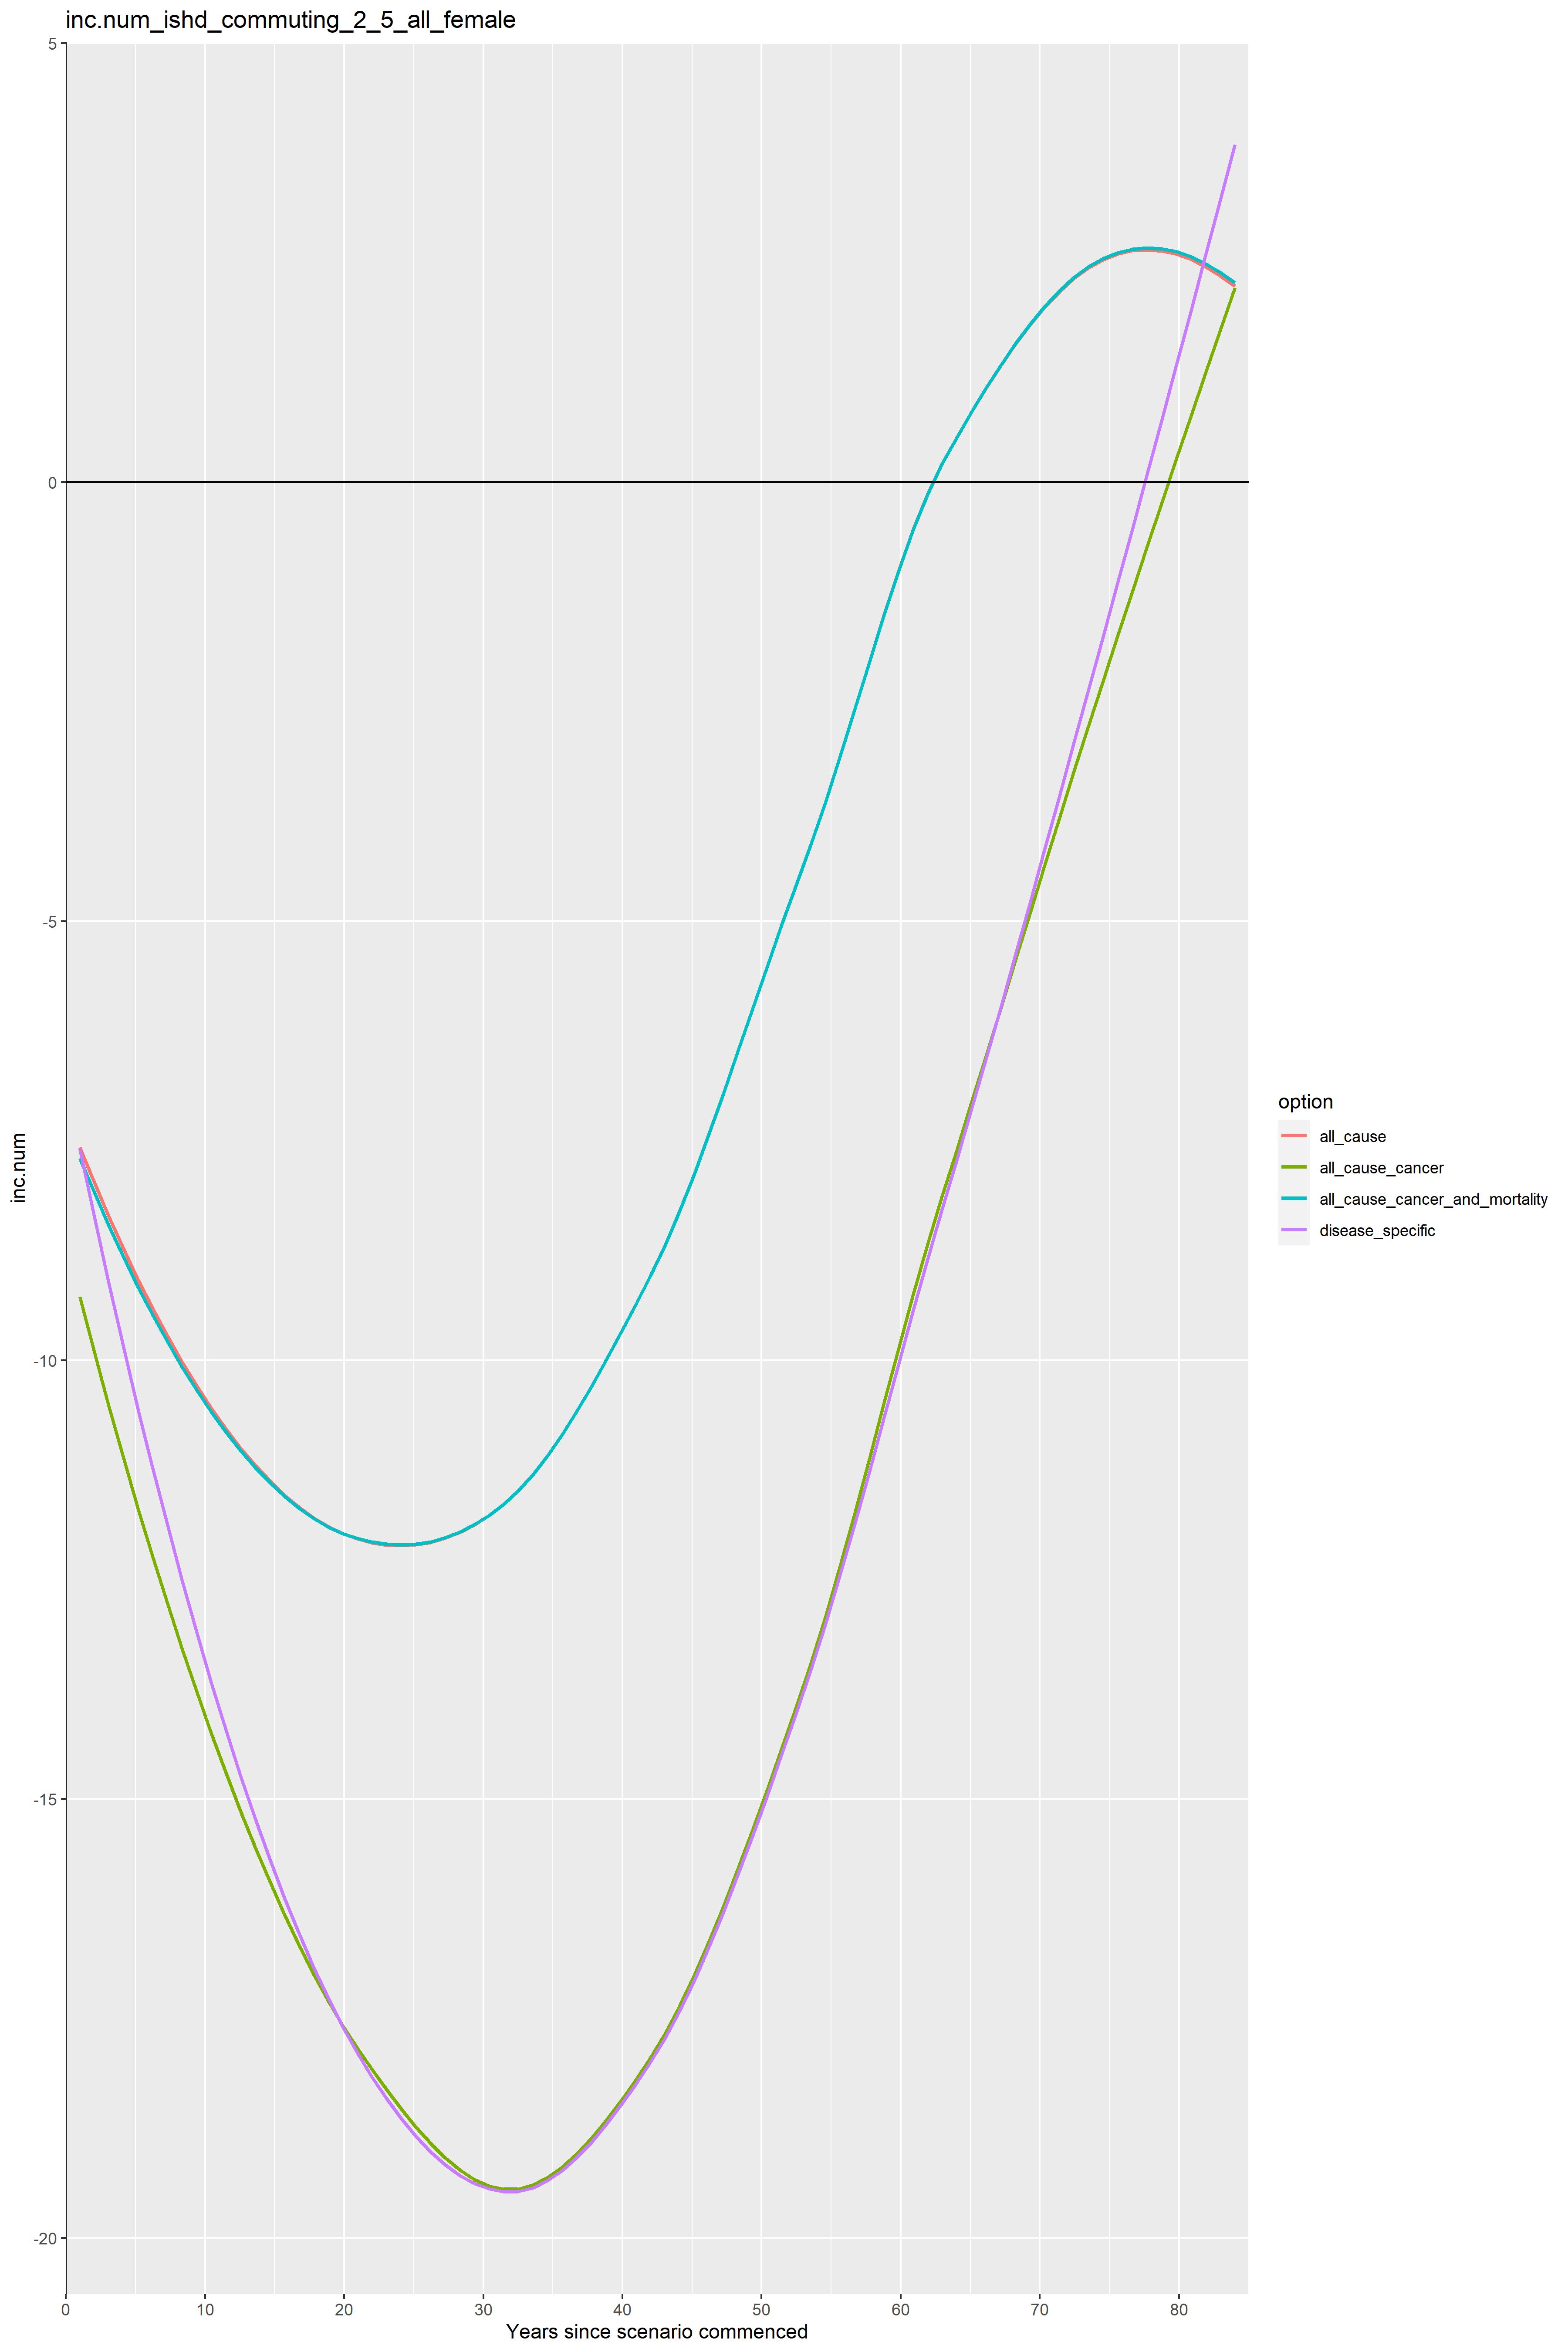 inc.num_ishd_commuting_2_5_all_female
5
0
-5
-10
-15
-20
inc.num
0 10 20 30 40 50 60 70 80
Years since scenario commenced
option
all_cause
all_cause_cancer
all_cause_cancer_and_mortality
disease_specific